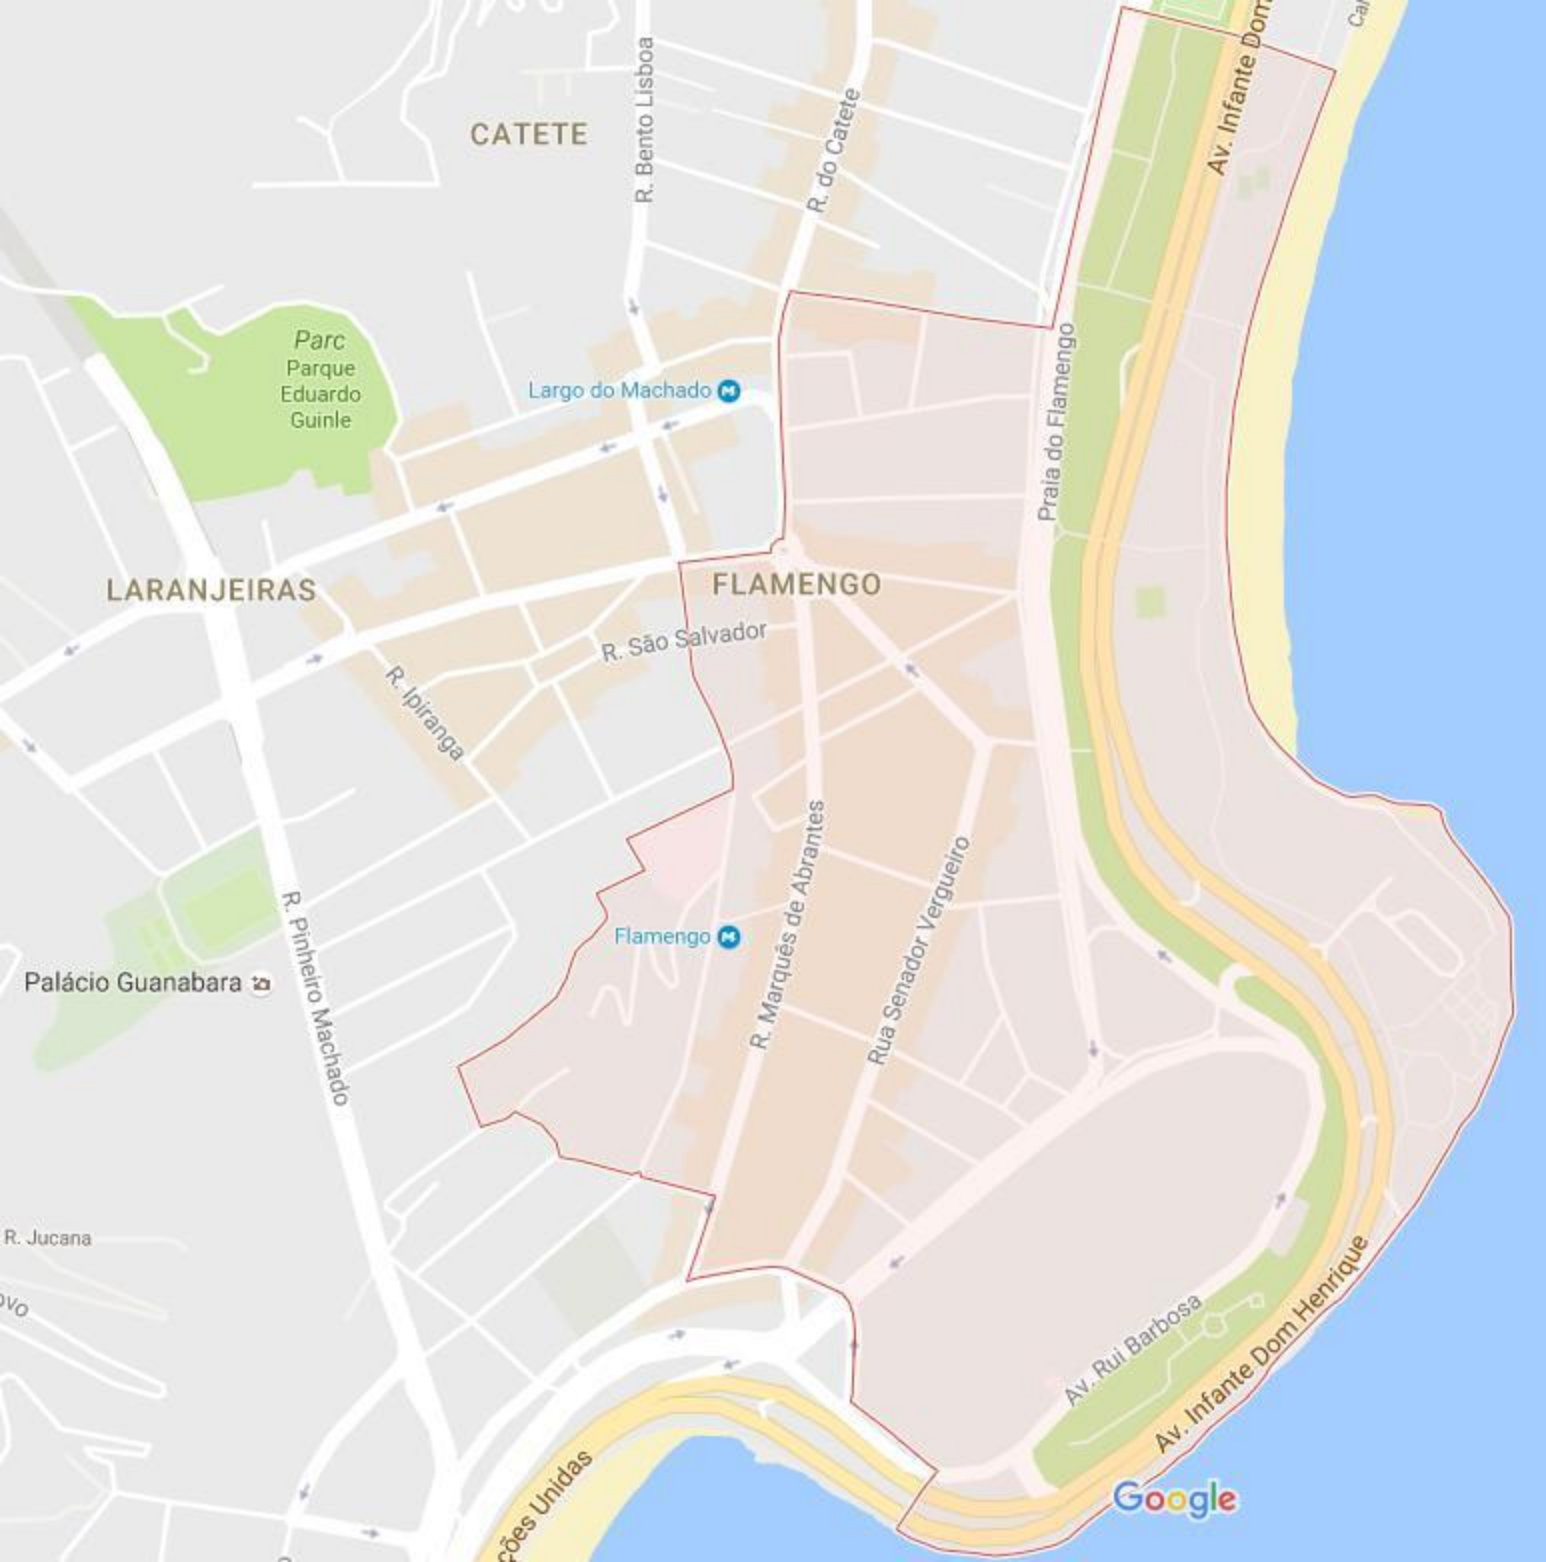 Av. Infante Dom
R. Bento Lisboa
R. do Catete
CATETE
Parc
Parque
Eduardo
Guinle
Largo do Machado
Praia do Flamengo
LARANJEIRAS
FLAMENGO
R. São Salvador
R. Ipiranga
R. Marquês de Abrantes
Rua Senador Vergueiro
Flamengo
R. Pinheiro Machado
Palácio Guanabara
R. Jucana
Av. Rui Barbosa
Av. Infante Dom Henrique
ções Unidas
Google